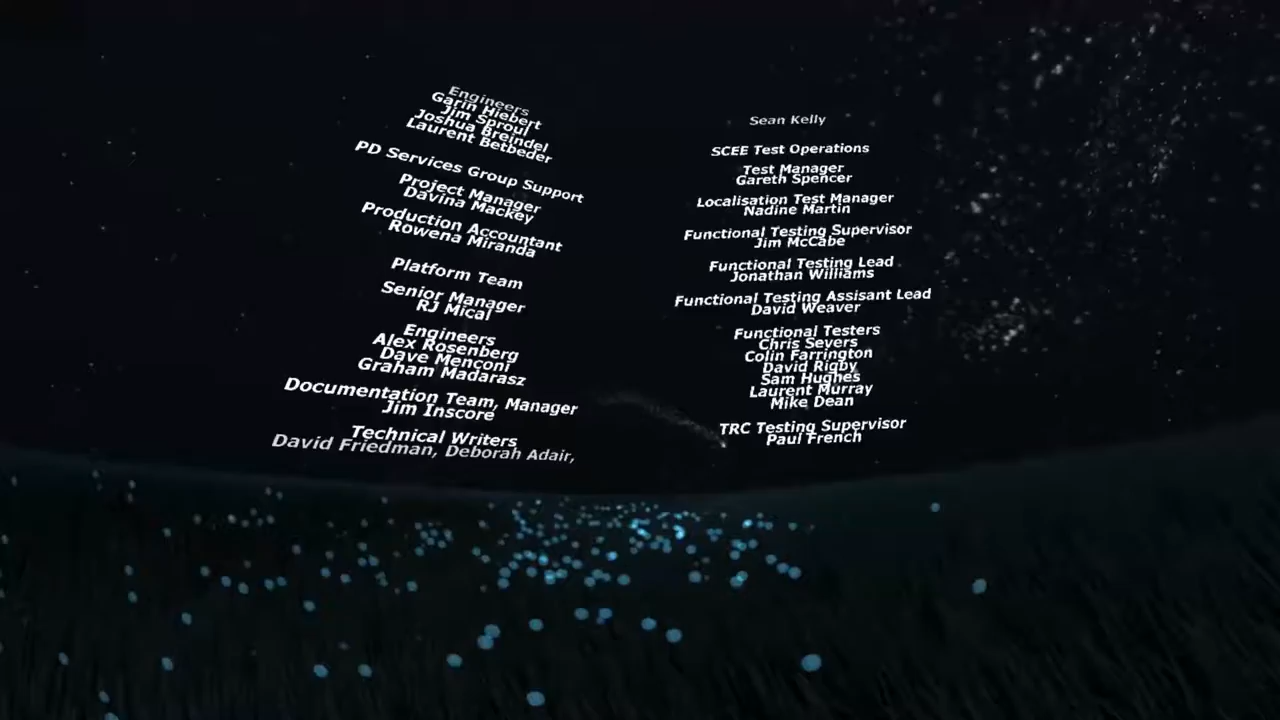 Engineers
Garin Hiebert
Jim Sproul
Joshua Breindel
Laurent Betbeder
PD Services Group Support
Project Manager
Davina Mackey
Production Accountant
Rowena Miranda
Platform Team
Senior Manager
RJ Mical
Engineers
Alex Rosenberg
Dave Menconi
Graham Madarasz
Documentation Team, Manager
Jim Inscore
Technical Writers
David Friedman, Deborah Adair,
Sean Kelly
SCEE Test Operations
Test Manager
Gareth Spencer
Localisation Test Manager
Nadine Martin
Functional Testing Supervisor
Jim McCabe
Functional Testing Lead
Jonathan Williams
Functional Testing Assisant Lead
David Weaver
Functional Testers
Chris Severs
Colin Farrington
David Rigby
Sam Hughes
Laurent Murray
Mike Dean
TRC Testing Supervisor
Paul French